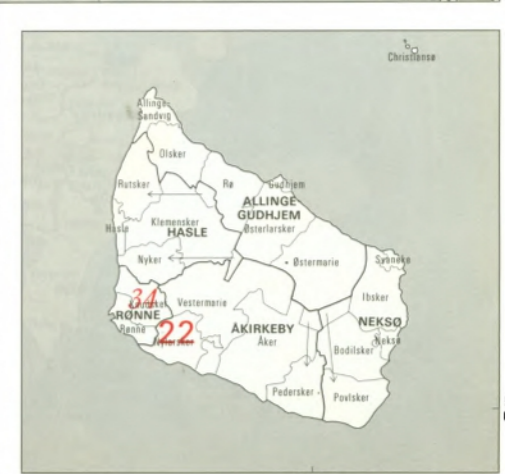 Christiansø
Allinge-
Sandvig
Olsker
Rutsker
Rø
Gudhjem
ALLINGE
GUDHJEM
Hasle
Klemensker
HASLE
Østerlarsker
Nyker
Østermarie
Svaneke
Ibsker
34
RØNNE
Vestermarie
NEKSØ
Rønne
22
ÅKIRKEBY
Åker
Neksø
Bodilsker
Pedersker
Povlsker